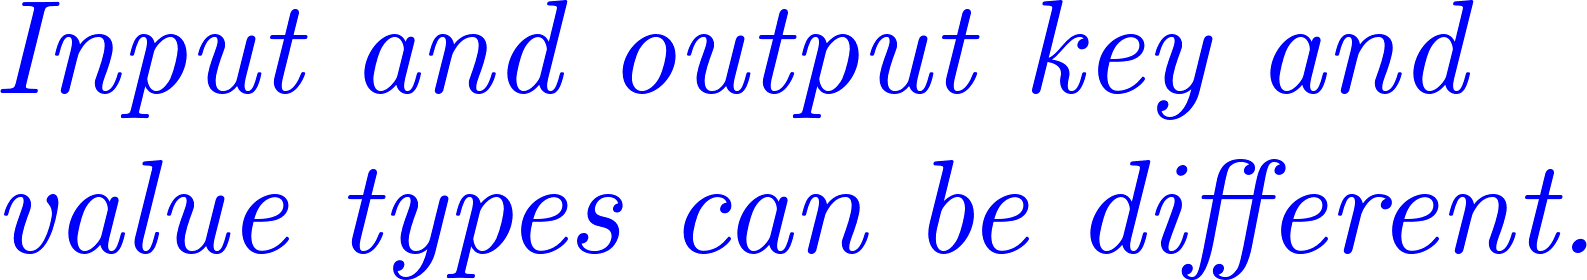 Input and output key and
value types can be different.